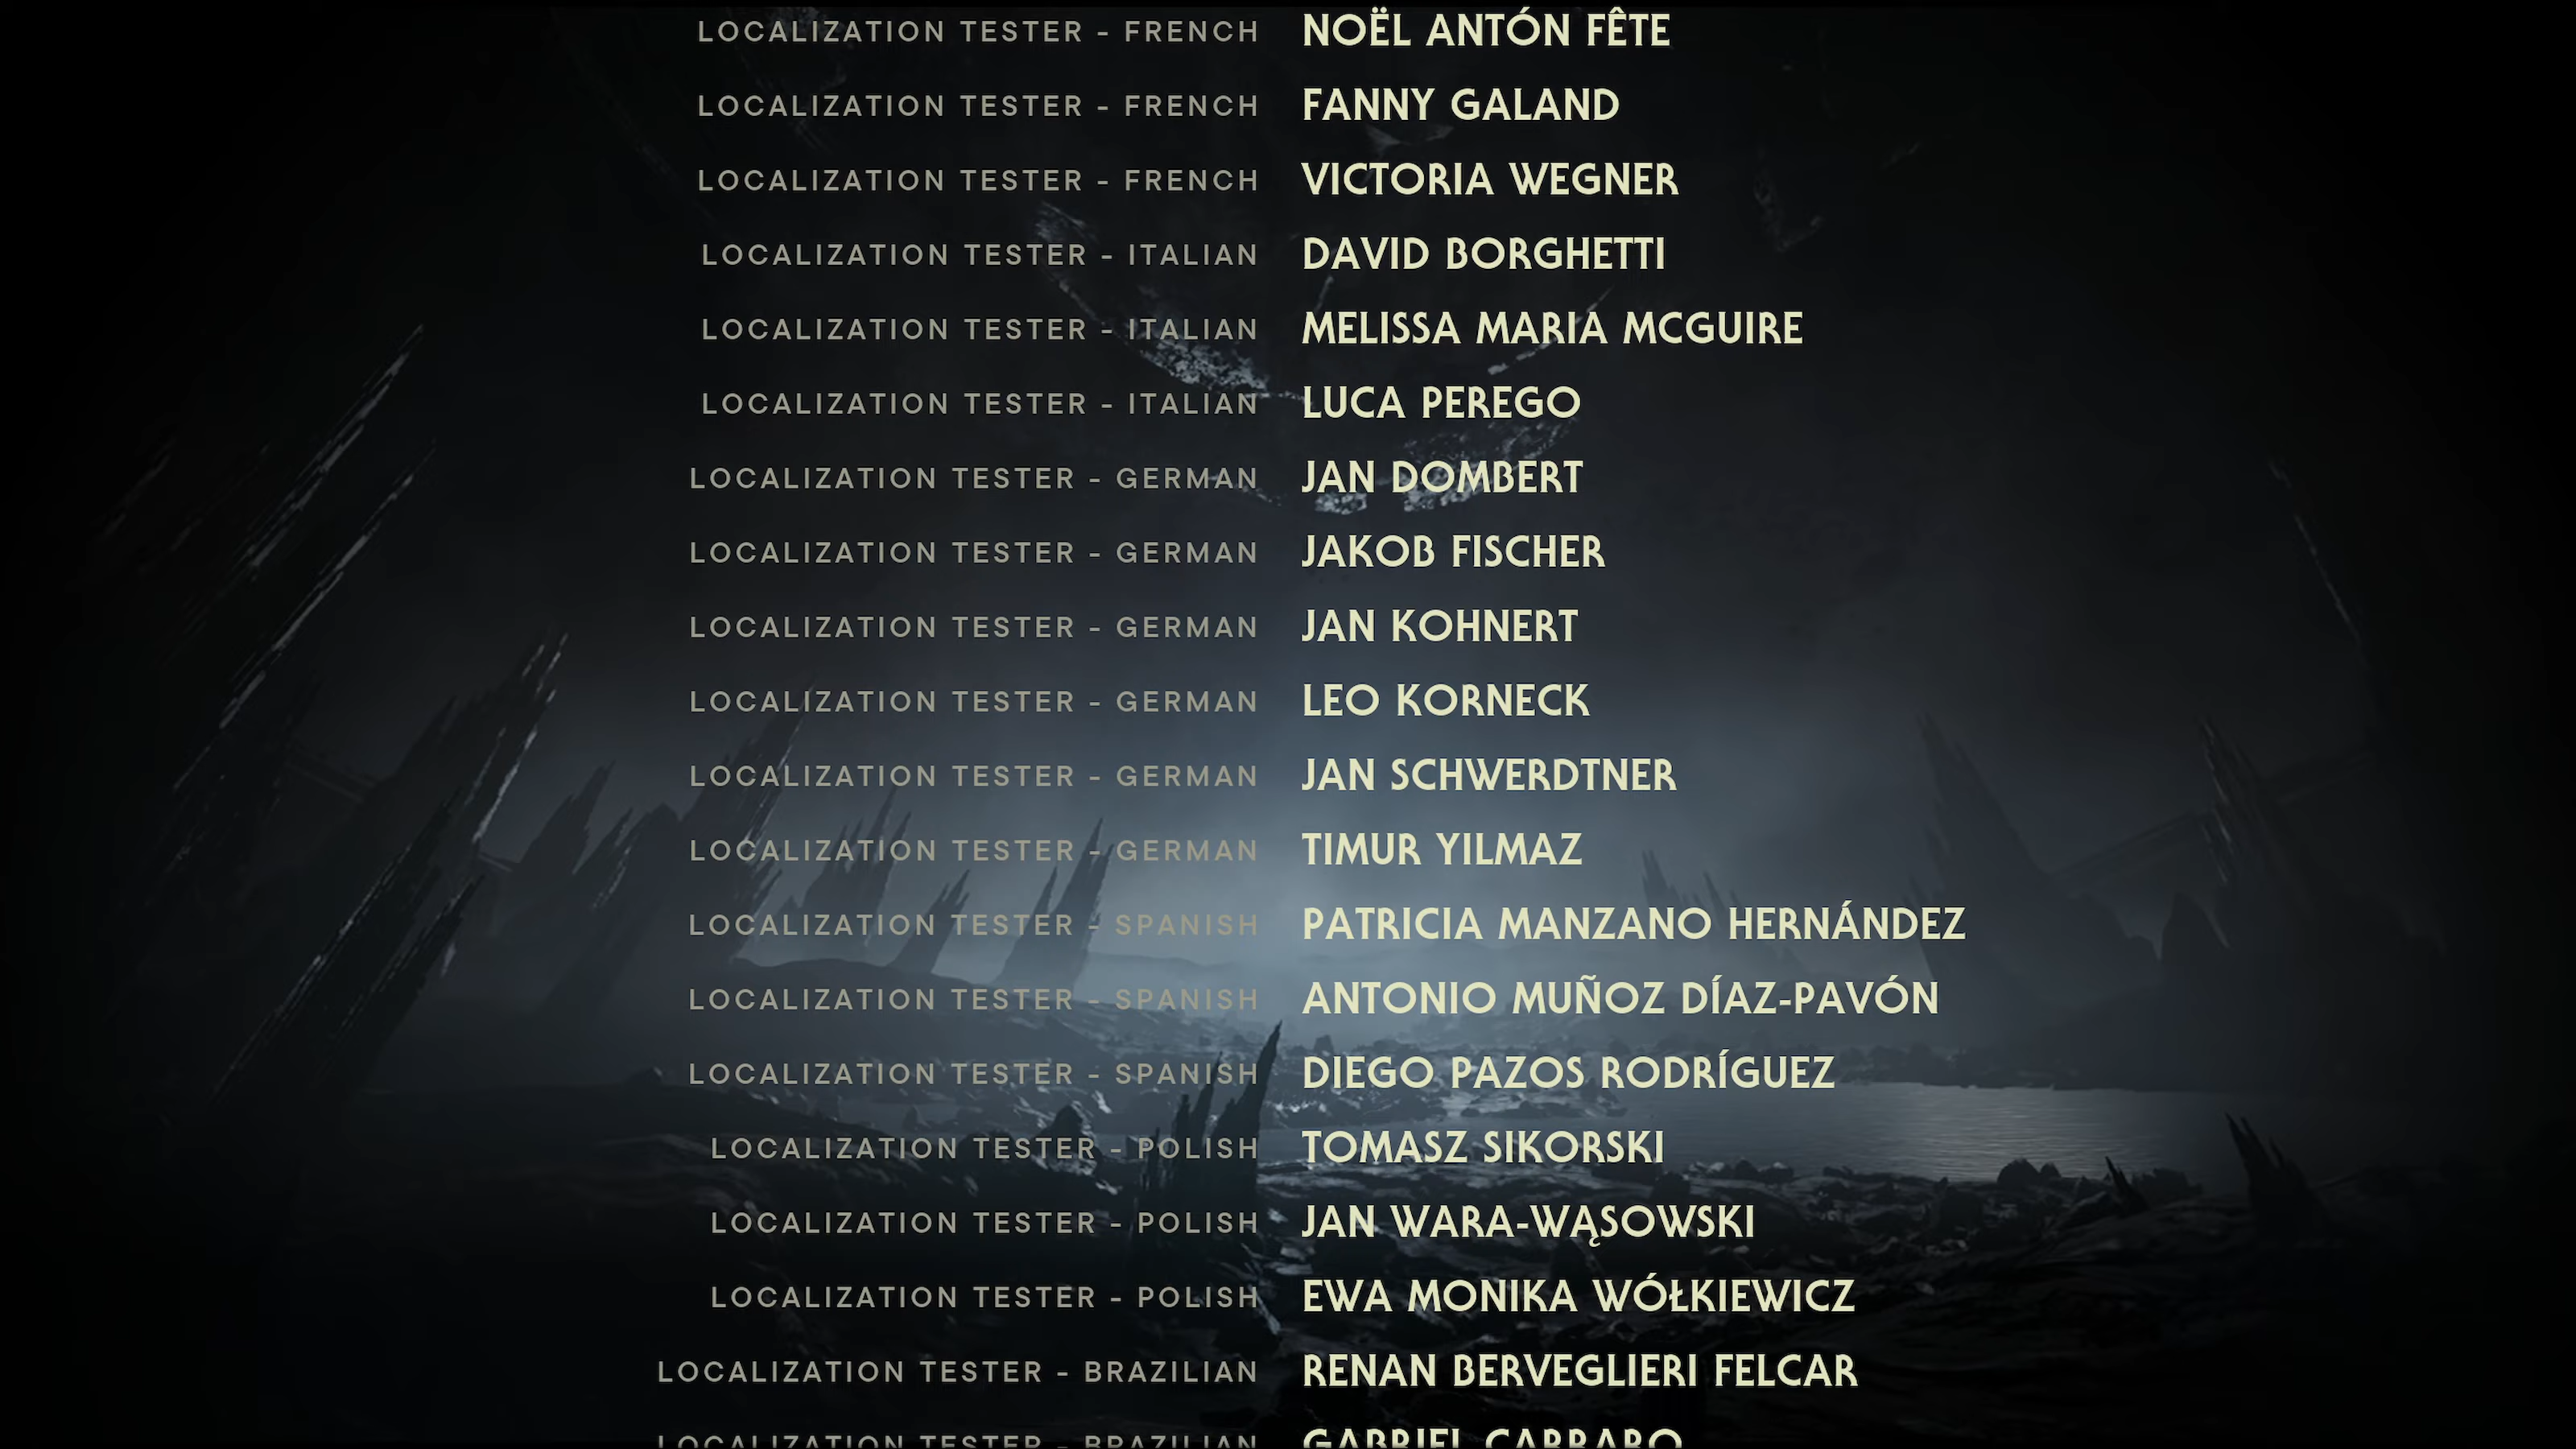 LOCALIZATION TESTER - FRENCH NOËL ANTÓN FÊTE
LOCALIZATION TESTER - FRENCH FANNY GALAND
LOCALIZATION TESTER - FRENCH VICTORIA WEGNER
LOCALIZATION TESTER - ITALIAN DAVID BORGHETTI
LOCALIZATION TESTER - ITALIAN MELISSA MARIA MCGUIRE
LOCALIZATION TESTER - ITALIAN LUCA PEREGO
LOCALIZATION TESTER - GERMAN JAN DOMBERT
LOCALIZATION TESTER - GERMAN JAKOB FISCHER
LOCALIZATION TESTER - GERMAN JAN KOHNERT
LOCALIZATION TESTER - GERMAN LEO KORNECK
LOCALIZATION TESTER - GERMAN JAN SCHWERDTNER
LOCALIZATION TESTER - GERMAN TIMUR YILMAZ
LOCALIZATION TESTER - SPANISH PATRICIA MANZANO HERNÁNDEZ
LOCALIZATION TESTER - SPANISH ANTONIO MUÑOZ DÍAZ-PAVÓN
LOCALIZATION TESTER - SPANISH DIEGO PAZOS RODRÍGUEZ
LOCALIZATION TESTER - POLISH TOMASZ SIKORSKI
LOCALIZATION TESTER - POLISH JAN WARA-WĄSOWSKI
LOCALIZATION TESTER - POLISH EWA MONIKA WÓŁKIEWICZ
LOCALIZATION TESTER - BRAZILIAN RENAN BERVEGLIERI FELCAR
LOCALIZATION TESTER - BRAZILIAN GABRIEL CARRARO